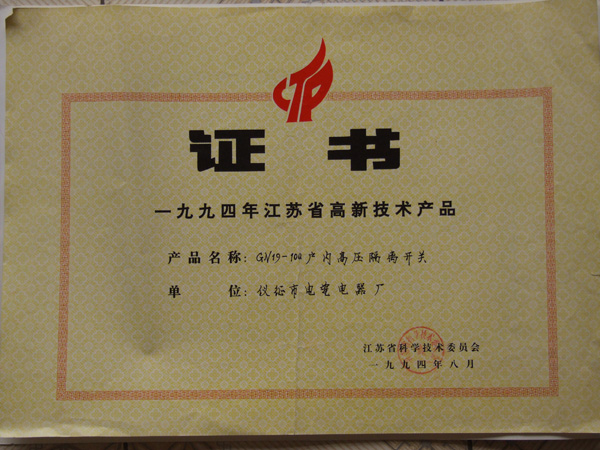 CTP
证书
一九九四年江苏省高新技术产品
产品名称：GN19-10Q户内高压隔离开关
单位：仪征市电瓷电器厂
江苏省科学技术委员会
一九九四年八月